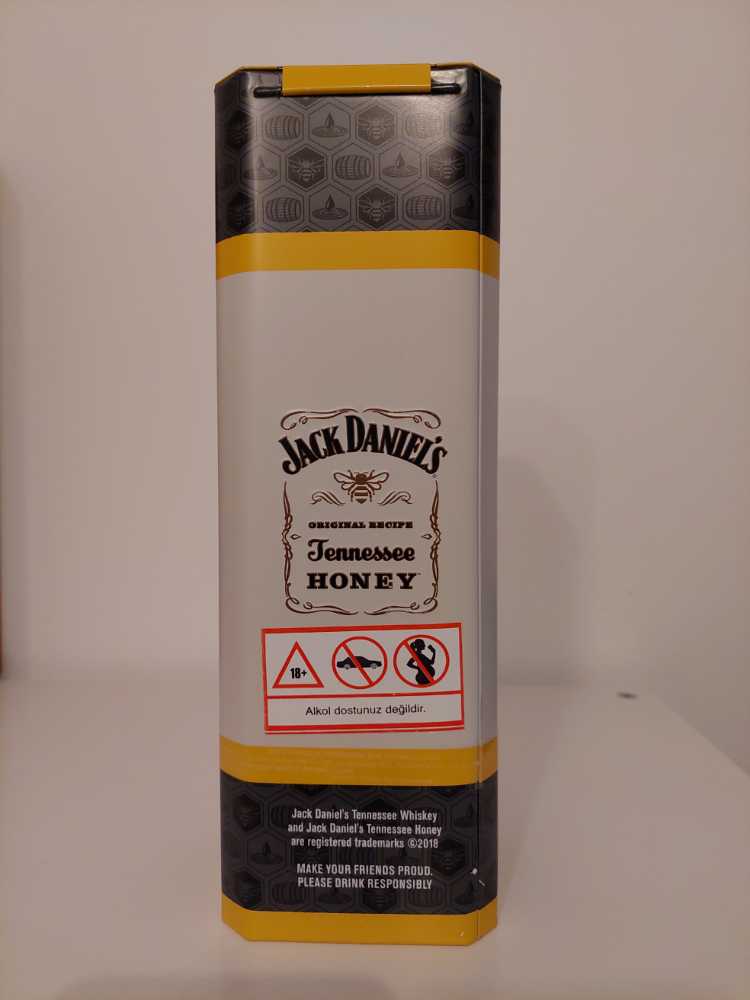 JACK DANIEL'S
ORIGINAL RECIPE
Tennessee
HONEY
18+
Alkol dostunuz değildir.
Jack Daniel's Tennessee Whiskey
and Jack Daniel's Tennessee Honey
are registered trademarks ©2018
MAKE YOUR FRIENDS PROUD.
PLEASE DRINK RESPONSIBLY